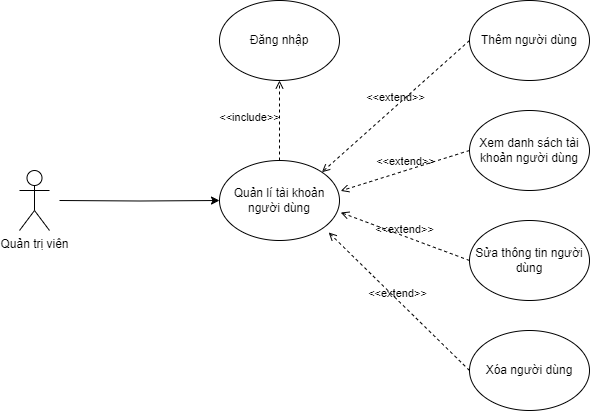 Đăng nhập
Thêm người dùng
<<extend>>
<<include>>
Xem danh sách tài
khoản người dùng
<<extend>>
Quản lí tài khoản
người dùng
Quản trị viên
<<extend>>
Sửa thông tin người
dùng
<<extend>>
Xóa người dùng